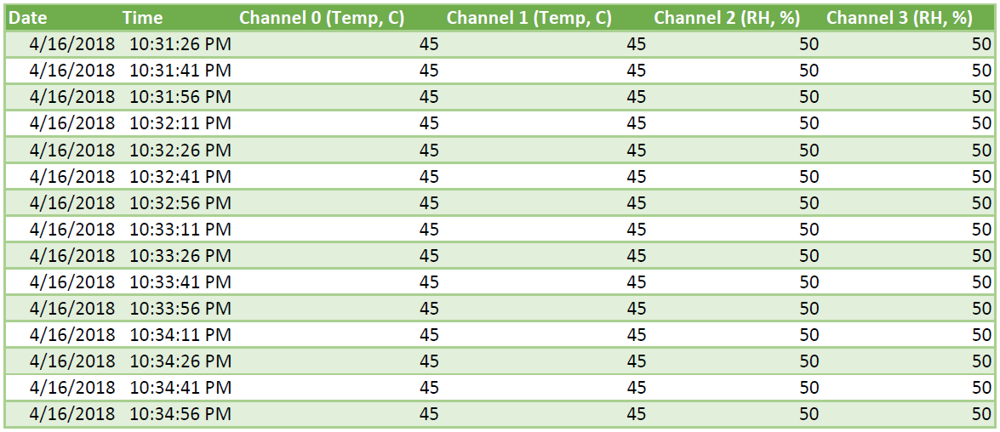 Date Time Channel 0 (Temp, C) Channel 1 (Temp, C) Channel 2 (RH, %) Channel 3 (RH, %)
4/16/2018 10:31:26 PM 45 45 50 50
4/16/2018 10:31:41 PM 45 45 50 50
4/16/2018 10:31:56 PM 45 45 50 50
4/16/2018 10:32:11 PM 45 45 50 50
4/16/2018 10:32:26 PM 45 45 50 50
4/16/2018 10:32:41 PM 45 45 50 50
4/16/2018 10:32:56 PM 45 45 50 50
4/16/2018 10:33:11 PM 45 45 50 50
4/16/2018 10:33:26 PM 45 45 50 50
4/16/2018 10:33:41 PM 45 45 50 50
4/16/2018 10:33:56 PM 45 45 50 50
4/16/2018 10:34:11 PM 45 45 50 50
4/16/2018 10:34:26 PM 45 45 50 50
4/16/2018 10:34:41 PM 45 45 50 50
4/16/2018 10:34:56 PM 45 45 50 50